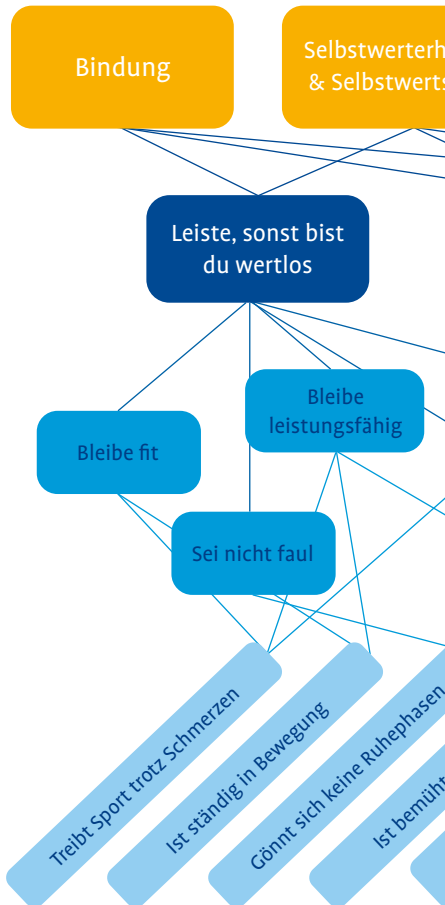 Bindung
Selbstwerterh
& Selbstwerts
Leiste, sonst bist
du wertlos
Bleibe
leistungsfähig
Bleibe fit
Sei nicht faul
Treibt Sport trotz Schmerzen
Ist ständig in Bewegung
Gönnt sich keine Ruhephasen
Ist bemüht